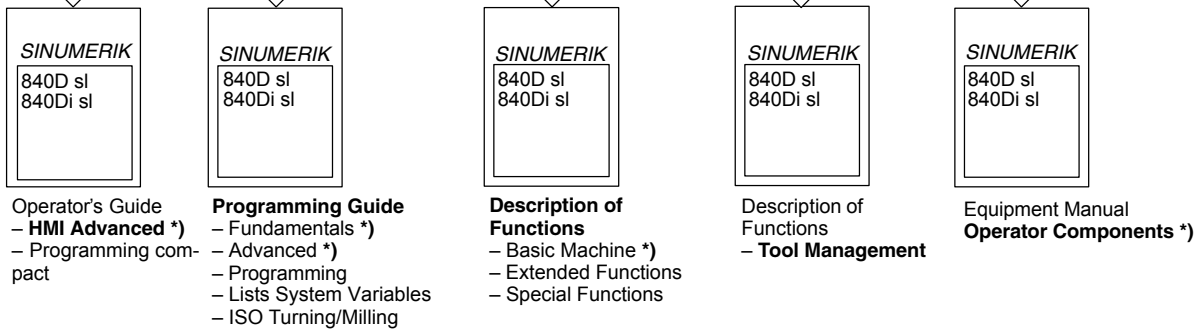 SINUMERIK
840D sl
840Di sl
Operator's Guide
– HMI Advanced *)
– Programming com-
pact
SINUMERIK
840D sl
840Di sl
Programming Guide
– Fundamentals *)
– Advanced *)
– Programming
– Lists System Variables
– ISO Turning/Milling
SINUMERIK
840D sl
840Di sl
Description of
Functions
– Basic Machine *)
– Extended Functions
– Special Functions
SINUMERIK
840D sl
840Di sl
Description of
Functions
– Tool Management
SINUMERIK
840D sl
840Di sl
Equipment Manual
Operator Components *)